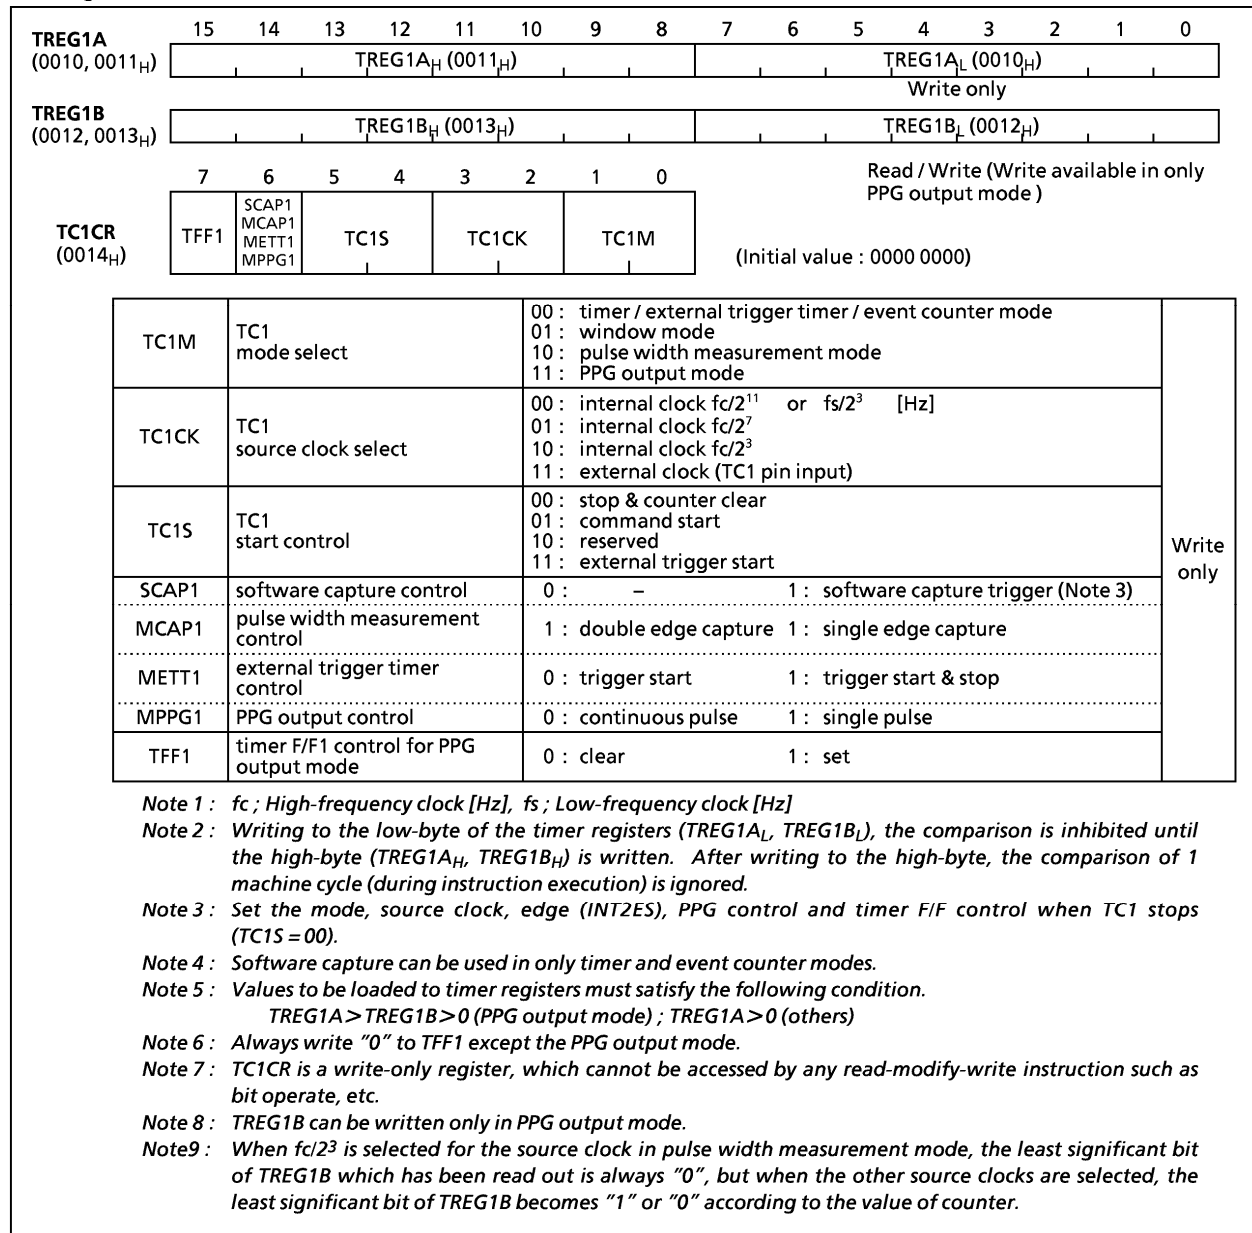 15 14 13 12 11 10 9 8 7 6 5 4 3 2 1 0
TREG1A
(0010, 0011H) TREG1AH (0011H) TREG1AL (0010H)
Write only
TREG1B
(0012, 0013H) TREG1BH (0013H) TREG1BL (0012H)
Read / Write (Write available in only
PPG output mode )
7 6 5 4 3 2 1 0
TC1CR
(0014H)
TFF1
SCAP1
MCAP1
METT1
MPPG1
TC1S TC1CK TC1M
(Initial value : 0000 0000)
TC1M
TC1
mode select
00 : timer / external trigger timer / event counter mode
01 : window mode
10 : pulse width measurement mode
11 : PPG output mode
TC1CK
TC1
source clock select
00 : internal clock fc/2¹¹ or fs/2³ [Hz]
01 : internal clock fc/2⁷
10 : internal clock fc/2³
11 : external clock (TC1 pin input)
TC1S
TC1
start control
00 : stop & counter clear
01 : command start
10 : reserved
11 : external trigger start
Write
only
SCAP1 software capture control 0 : – 1 : software capture trigger (Note 3)
MCAP1 pulse width measurement
control 1 : double edge capture 1 : single edge capture
METT1 external trigger timer
control 0 : trigger start 1 : trigger start & stop
MPPG1 PPG output control 0 : continuous pulse 1 : single pulse
TFF1 timer F/F1 control for PPG
output mode 0 : clear 1 : set
Note 1 : fc ; High-frequency clock [Hz], fs ; Low-frequency clock [Hz]
Note 2 : Writing to the low-byte of the timer registers (TREG1AL, TREG1BL), the comparison is inhibited until
the high-byte (TREG1AH, TREG1BH) is written. After writing to the high-byte, the comparison of 1
machine cycle (during instruction execution) is ignored.
Note 3 : Set the mode, source clock, edge (INT2ES), PPG control and timer F/F control when TC1 stops
(TC1S = 00).
Note 4 : Software capture can be used in only timer and event counter modes.
Note 5 : Values to be loaded to timer registers must satisfy the following condition.
TREG1A > TREG1B > 0 (PPG output mode) ; TREG1A > 0 (others)
Note 6 : Always write "0" to TFF1 except the PPG output mode.
Note 7 : TC1CR is a write-only register, which cannot be accessed by any read-modify-write instruction such as
bit operate, etc.
Note 8 : TREG1B can be written only in PPG output mode.
Note9 : When fc/2³ is selected for the source clock in pulse width measurement mode, the least significant bit
of TREG1B which has been read out is always "0", but when the other source clocks are selected, the
least significant bit of TREG1B becomes "1" or "0" according to the value of counter.